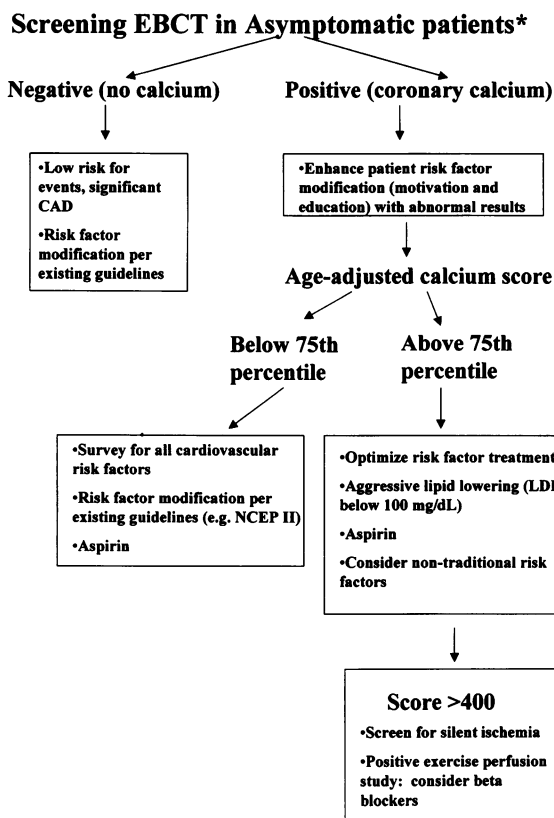 Screening EBCT in Asymptomatic patients*
Negative (no calcium)
Positive (coronary calcium)
•Low risk for
events, significant
CAD
•Risk factor
modification per
existing guidelines
•Enhance patient risk factor
modification (motivation and
education) with abnormal results
Age-adjusted calcium score
Below 75th
percentile
Above 75th
percentile
•Survey for all cardiovascular
risk factors
•Risk factor modification per
existing guidelines (e.g. NCEP II)
•Aspirin
•Optimize risk factor treatment
•Aggressive lipid lowering (LDL
below 100 mg/dL)
•Aspirin
•Consider non-traditional risk
factors
Score >400
•Screen for silent ischemia
•Positive exercise perfusion
study: consider beta
blockers